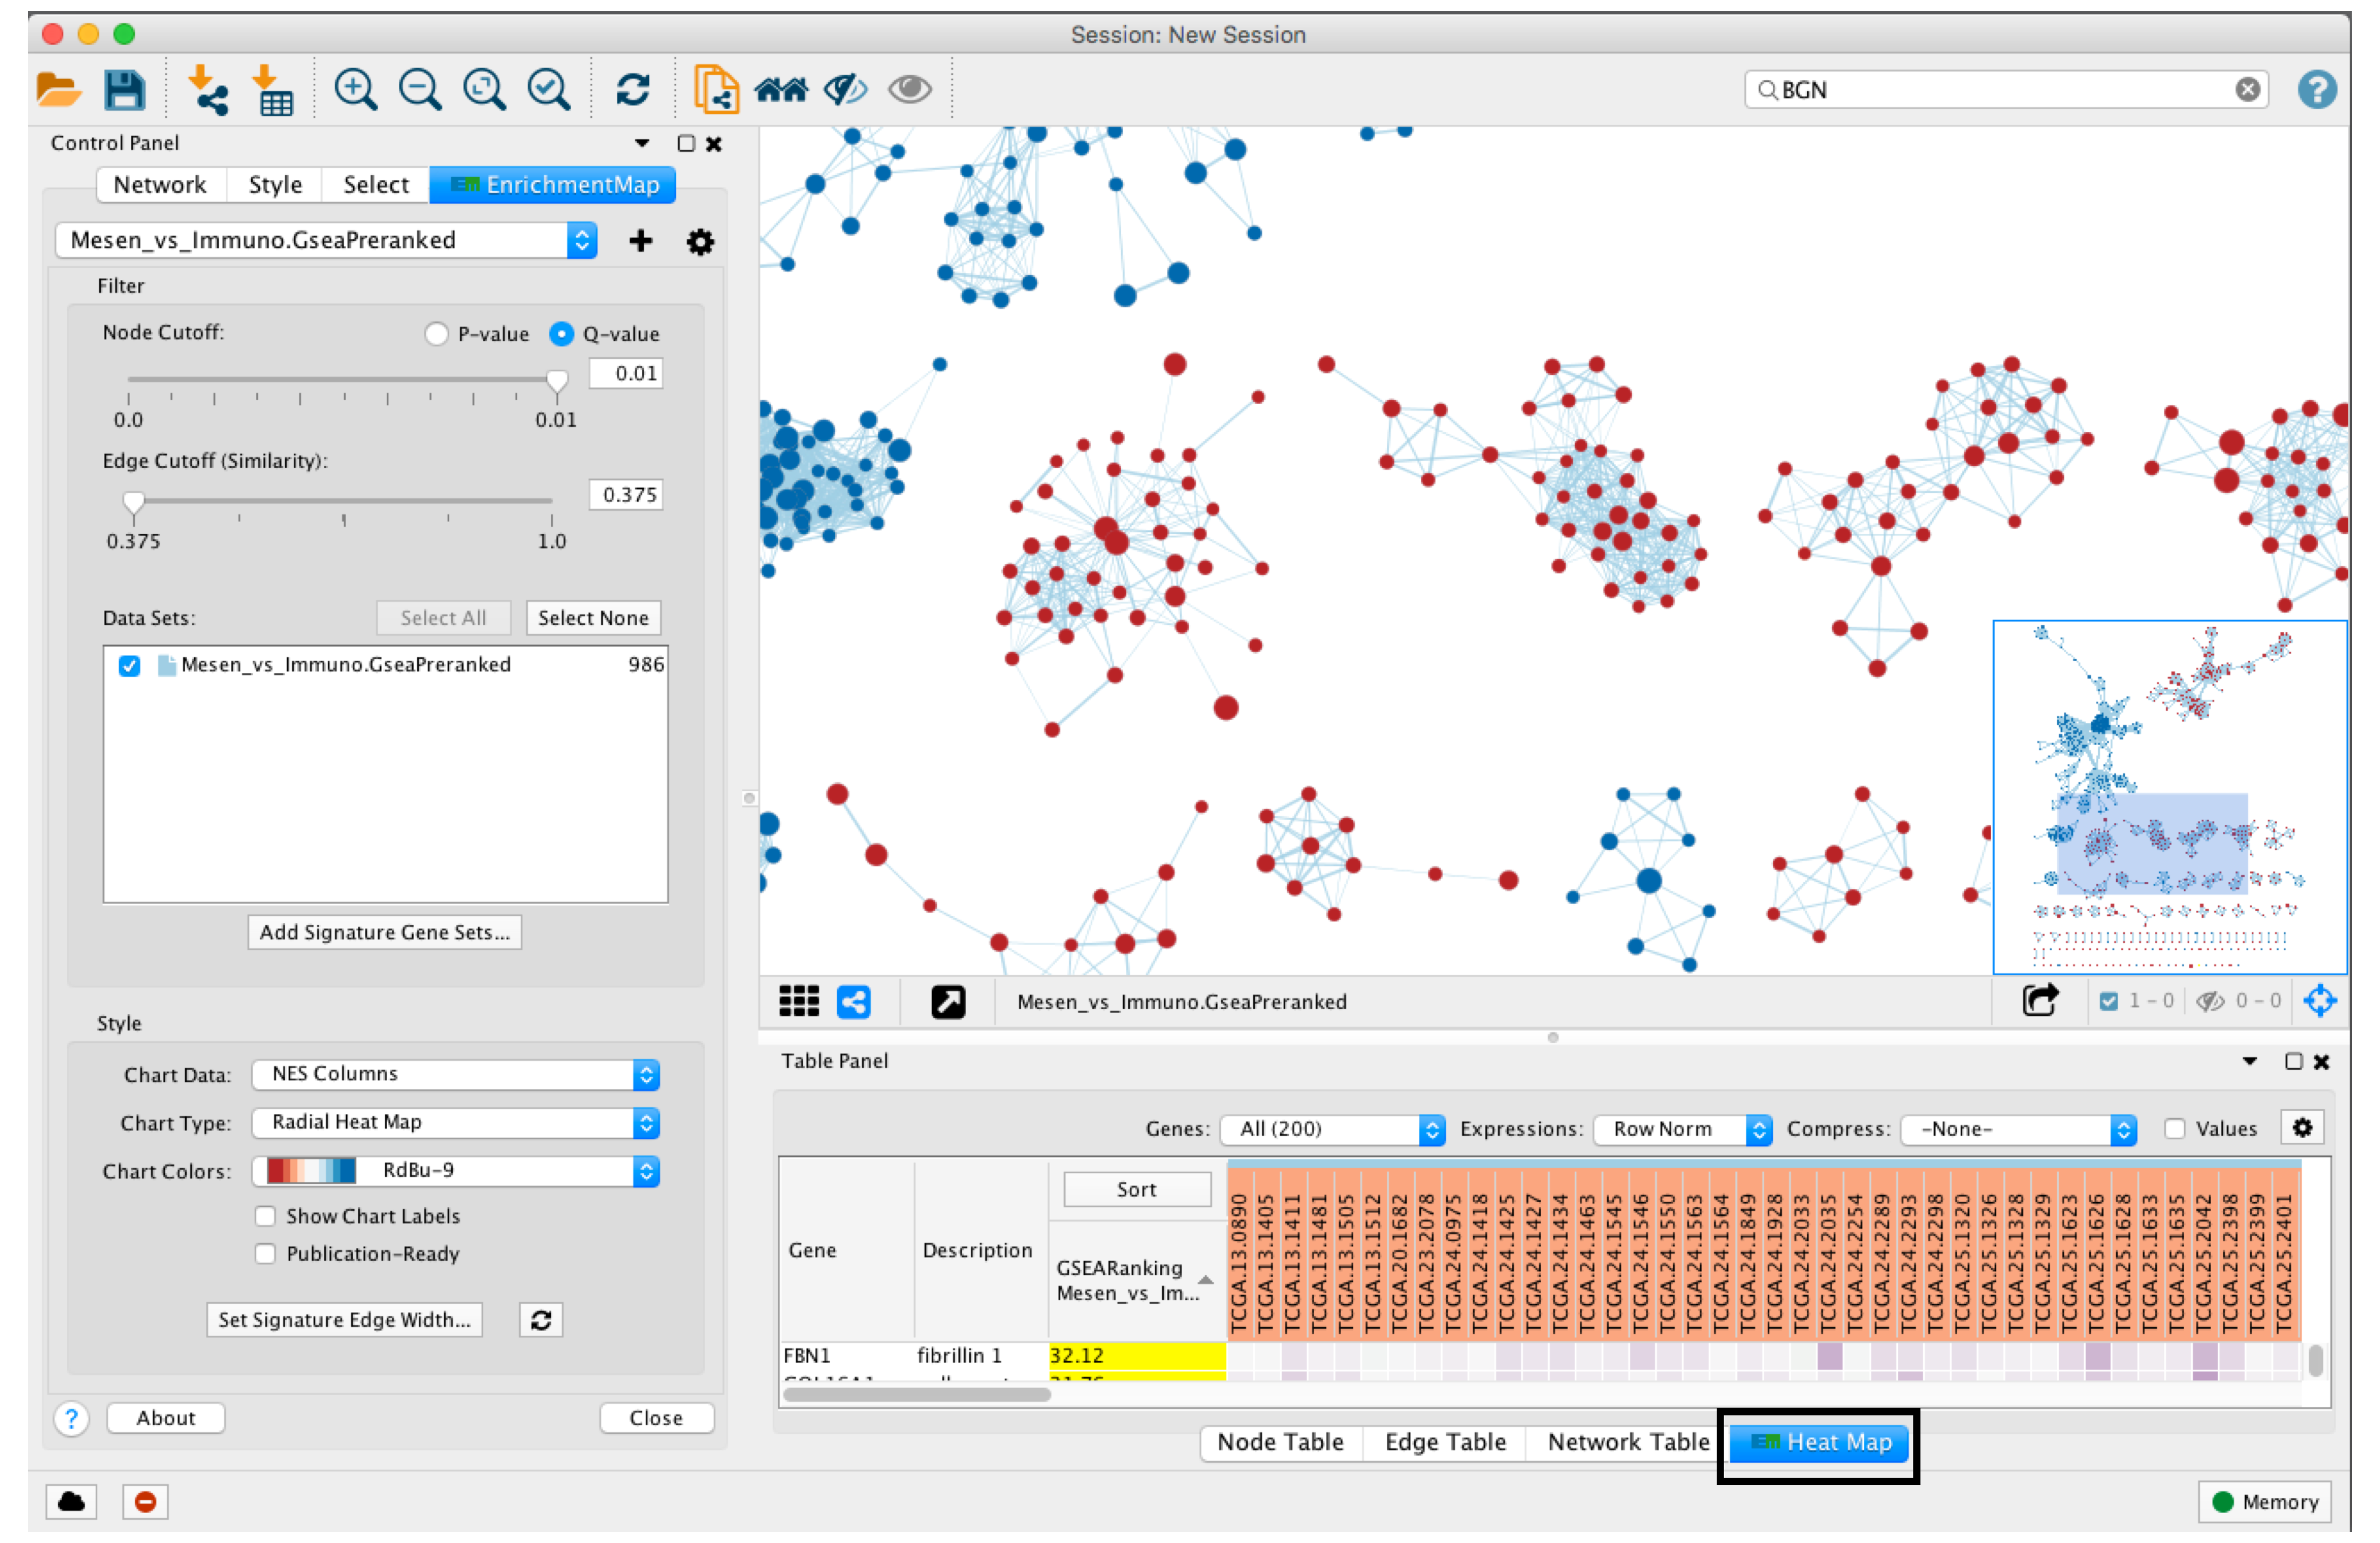 Session: New Session
BGN
?
Control Panel
Network Style Select EM EnrichmentMap
Mesen_vs_Immuno.GseaPreranked
Filter
Node Cutoff: P-value Q-value
0.01
0.0 0.01
Edge Cutoff (Similarity):
0.375
0.375 1.0
Data Sets: Select All Select None
Mesen_vs_Immuno.GseaPreranked 986
Add Signature Gene Sets...
Style
Chart Data: NES Columns
Chart Type: Radial Heat Map
Chart Colors: RdBu-9
Show Chart Labels
Publication-Ready
Set Signature Edge Width...
? About Close
Mesen_vs_Immuno.GseaPreranked 1 - 0 0 - 0
Table Panel
Genes: All (200) Expressions: Row Norm Compress: -None- Values
Sort
Gene Description
GSEARanking
Mesen_vs_Im...
TCGA.13.0890
TCGA.13.1405
TCGA.13.1411
TCGA.13.1481
TCGA.13.1505
TCGA.13.1512
TCGA.20.1682
TCGA.23.2078
TCGA.24.0975
TCGA.24.1418
TCGA.24.1425
TCGA.24.1427
TCGA.24.1434
TCGA.24.1463
TCGA.24.1545
TCGA.24.1546
TCGA.24.1550
TCGA.24.1563
TCGA.24.1564
TCGA.24.1849
TCGA.24.1928
TCGA.24.2033
TCGA.24.2035
TCGA.24.2254
TCGA.24.2289
TCGA.24.2293
TCGA.24.2298
TCGA.25.1320
TCGA.25.1326
TCGA.25.1328
TCGA.25.1329
TCGA.25.1623
TCGA.25.1626
TCGA.25.1628
TCGA.25.1633
TCGA.25.1635
TCGA.25.2042
TCGA.25.2398
TCGA.25.2399
TCGA.25.2401
FBN1 fibrillin 1 32.12
Node Table Edge Table Network Table EM Heat Map
Memory